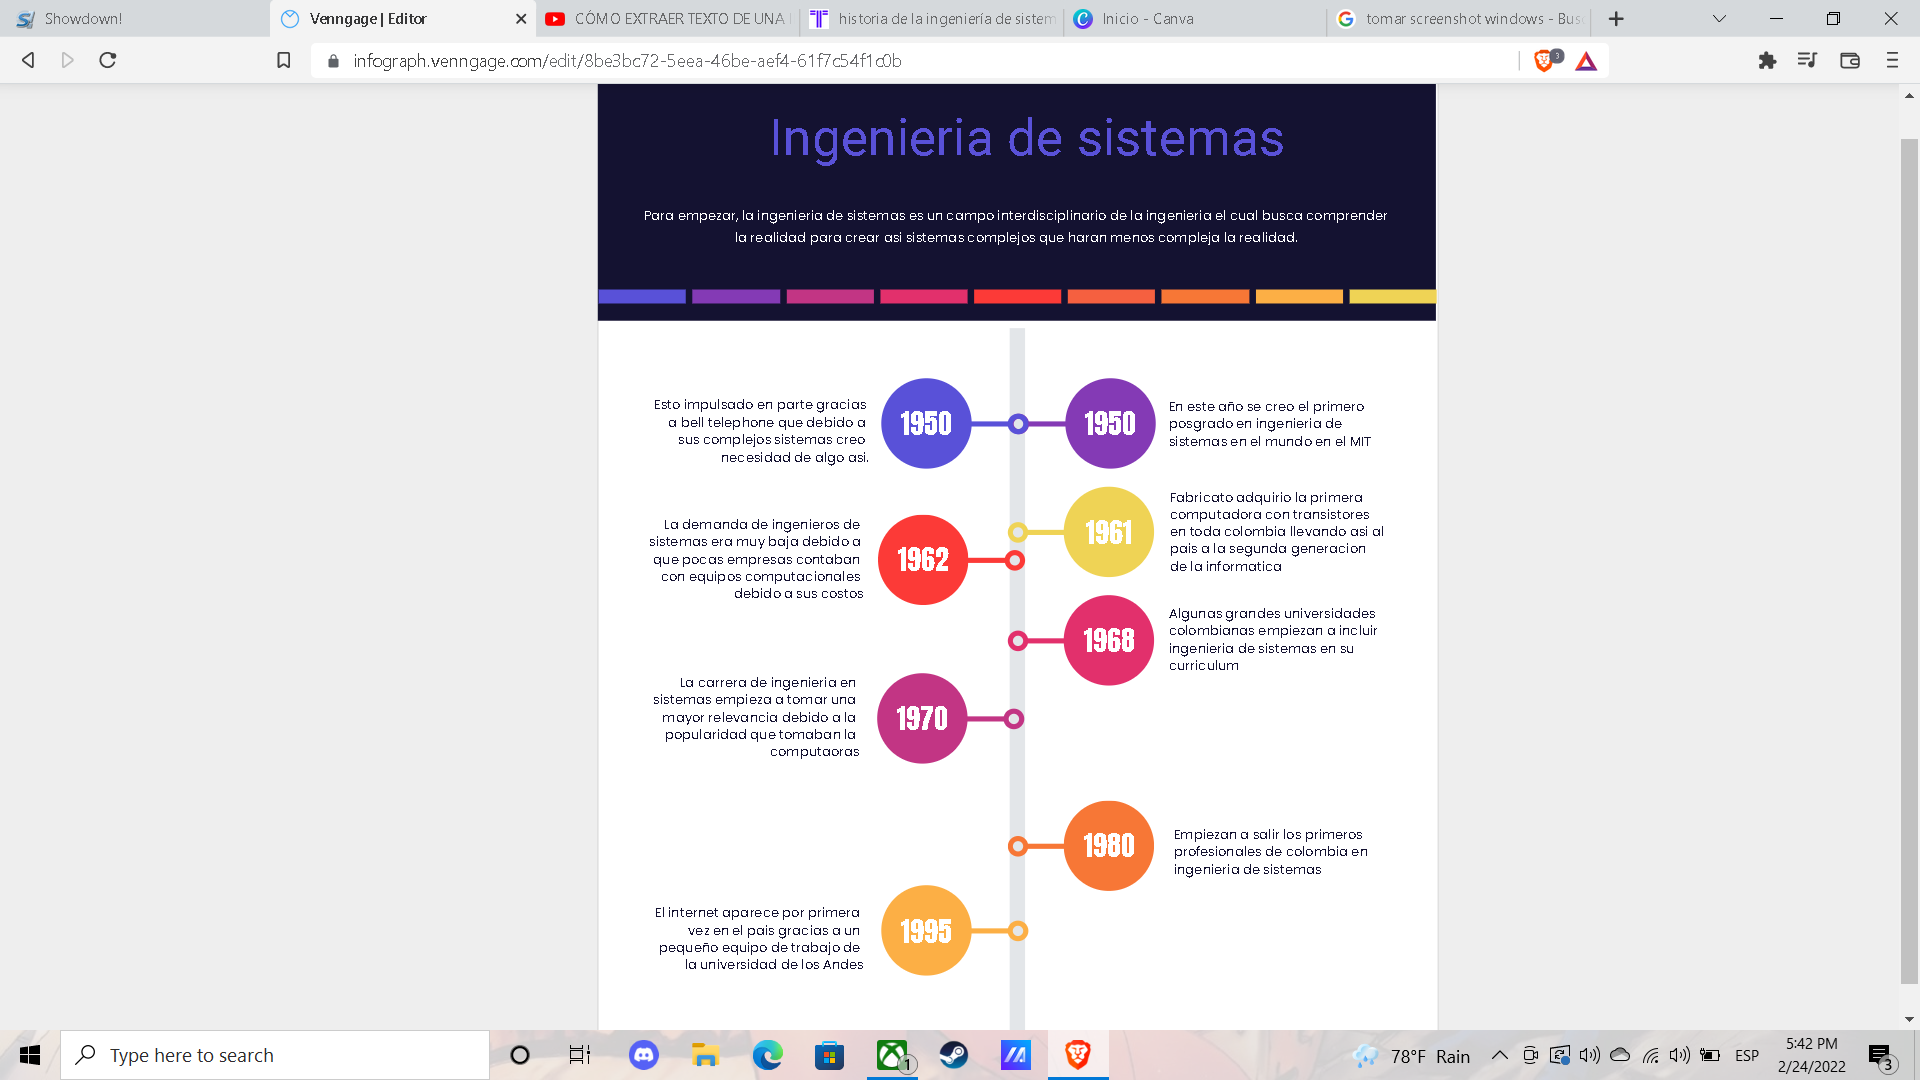 Showdown!
Venngage | Editor
CÓMO EXTRAER TEXTO DE UNA
historia de la ingeniería de sistem
Inicio - Canva
tomar screenshot windows - Bus
infograph.venngage.com/edit/8be3bc72-5eea-46be-aef4-61f7c54f1c0b
3
Ingenieria de sistemas
Para empezar, la ingenieria de sistemas es un campo interdisciplinario de la ingenieria el cual busca comprender
la realidad para crear asi sistemas complejos que haran menos compleja la realidad.
Esto impulsado en parte gracias
a bell telephone que debido a
sus complejos sistemas creo
necesidad de algo asi.
1950
1950
En este año se creo el primero
posgrado en ingenieria de
sistemas en el mundo en el MIT
1961
Fabricato adquirio la primera
computadora con transistores
en toda colombia llevando asi al
pais a la segunda generacion
de la informatica
La demanda de ingenieros de
sistemas era muy baja debido a
que pocas empresas contaban
con equipos computacionales
debido a sus costos
1962
1968
Algunas grandes universidades
colombianas empiezan a incluir
ingenieria de sistemas en su
curriculum
La carrera de ingenieria en
sistemas empieza a tomar una
mayor relevancia debido a la
popularidad que tomaban la
computaoras
1970
1980
Empiezan a salir los primeros
profesionales de colombia en
ingenieria de sistemas
El internet aparece por primera
vez en el pais gracias a un
pequeño equipo de trabajo de
la universidad de los Andes
1995
Type here to search
1
78°F Rain
ESP
5:42 PM
2/24/2022
3